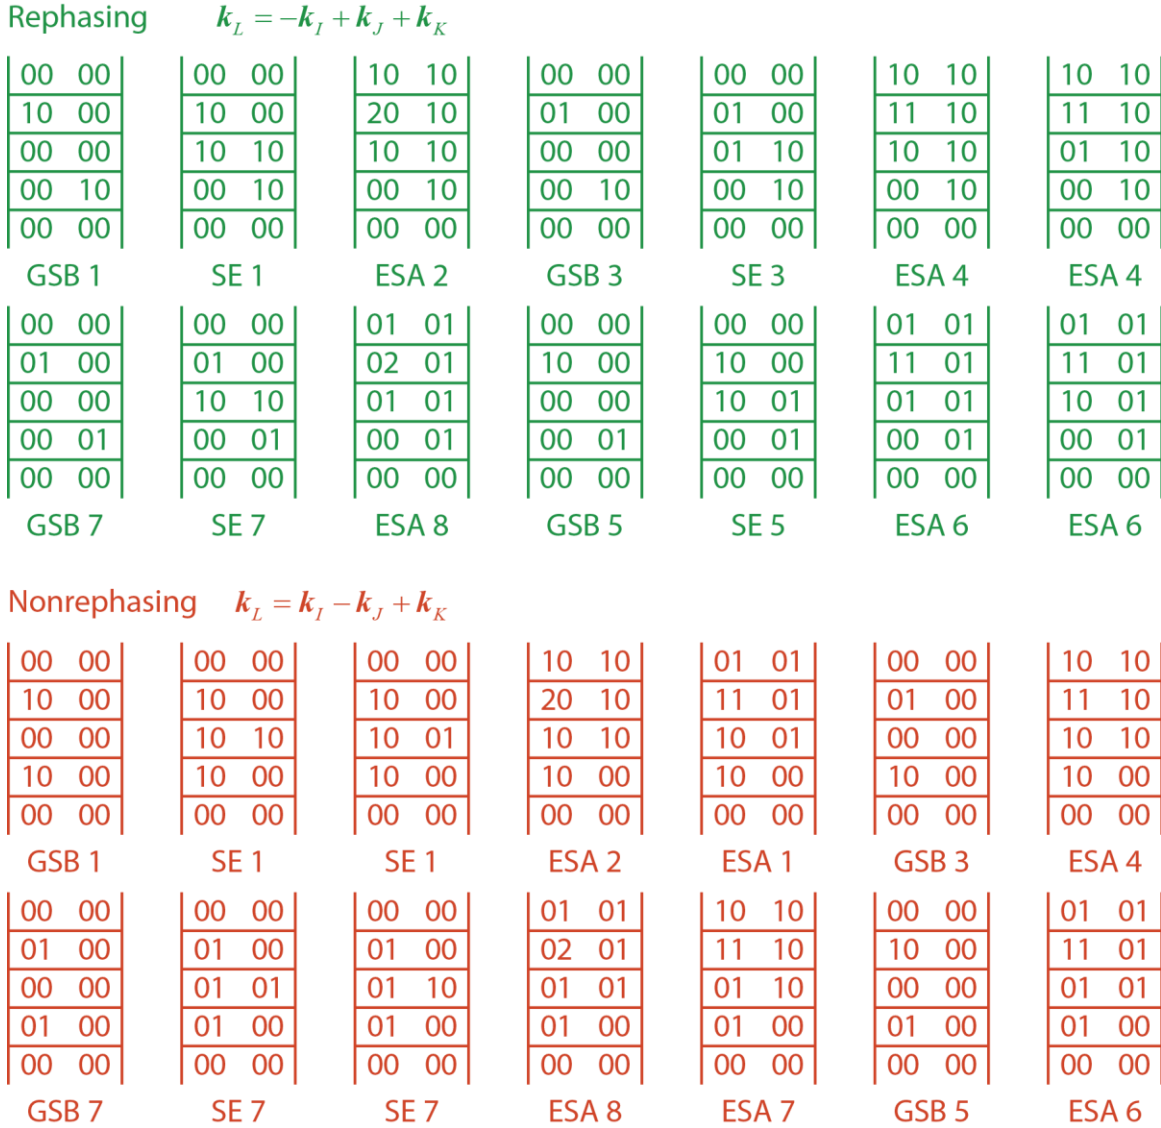 Rephasing k_L = −k_I + k_J + k_K
00 00 00 00 10 10 00 00 00 00 10 10 10 10
10 00 10 00 20 10 01 00 01 00 11 10 11 10
00 00 10 10 10 10 00 00 01 10 10 10 01 10
00 10 00 10 00 10 00 10 00 10 00 10 00 10
00 00 00 00 00 00 00 00 00 00 00 00 00 00
GSB 1 SE 1 ESA 2 GSB 3 SE 3 ESA 4 ESA 4
00 00 00 00 01 01 00 00 00 00 01 01 01 01
01 00 01 00 02 01 10 00 10 00 11 01 11 01
00 00 10 10 01 01 00 00 10 01 01 01 10 01
00 01 00 01 00 01 00 01 00 01 00 01 00 01
00 00 00 00 00 00 00 00 00 00 00 00 00 00
GSB 7 SE 7 ESA 8 GSB 5 SE 5 ESA 6 ESA 6
Nonrephasing k_L = k_I − k_J + k_K
00 00 00 00 00 00 10 10 01 01 00 00 10 10
10 00 10 00 10 00 20 10 11 01 01 00 11 10
00 00 10 10 10 01 10 10 10 01 00 00 10 10
10 00 10 00 10 00 10 00 10 00 10 00 10 00
00 00 00 00 00 00 00 00 00 00 00 00 00 00
GSB 1 SE 1 SE 1 ESA 2 ESA 1 GSB 3 ESA 4
00 00 00 00 00 00 01 01 10 10 00 00 01 01
01 00 01 00 01 00 02 01 11 10 10 00 11 01
00 00 01 01 01 10 01 01 01 10 00 00 01 01
01 00 01 00 01 00 01 00 01 00 01 00 01 00
00 00 00 00 00 00 00 00 00 00 00 00 00 00
GSB 7 SE 7 SE 7 ESA 8 ESA 7 GSB 5 ESA 6